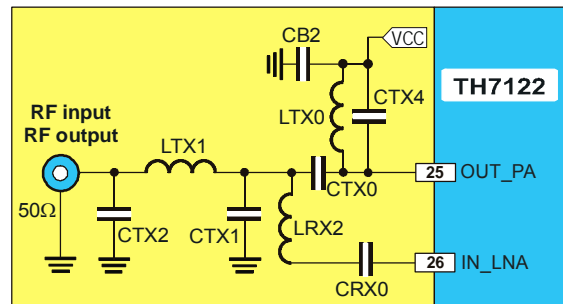 CB2
VCC
TH7122
LTX0
CTX4
RF input
RF output
LTX1
CTX0
25
OUT_PA
50Ω
CTX2
CTX1
LRX2
CRX0
26
IN_LNA